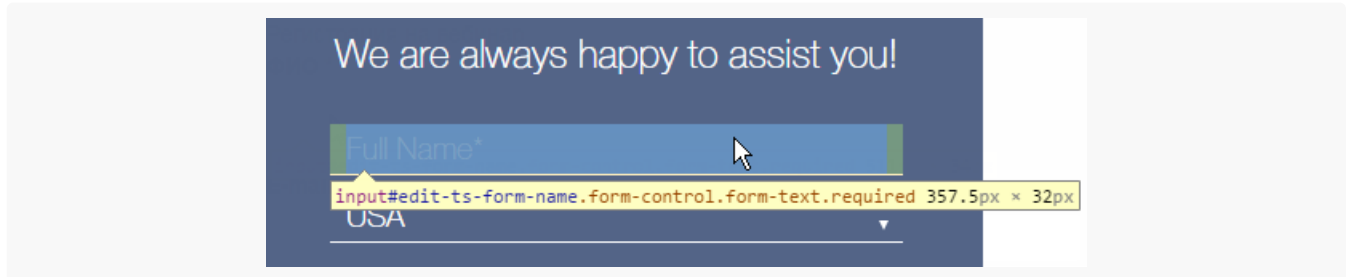 We are always happy to assist you!
Full Name*
input#edit-ts-form-name.form-control.form-text.required 357.5px × 32px
USA